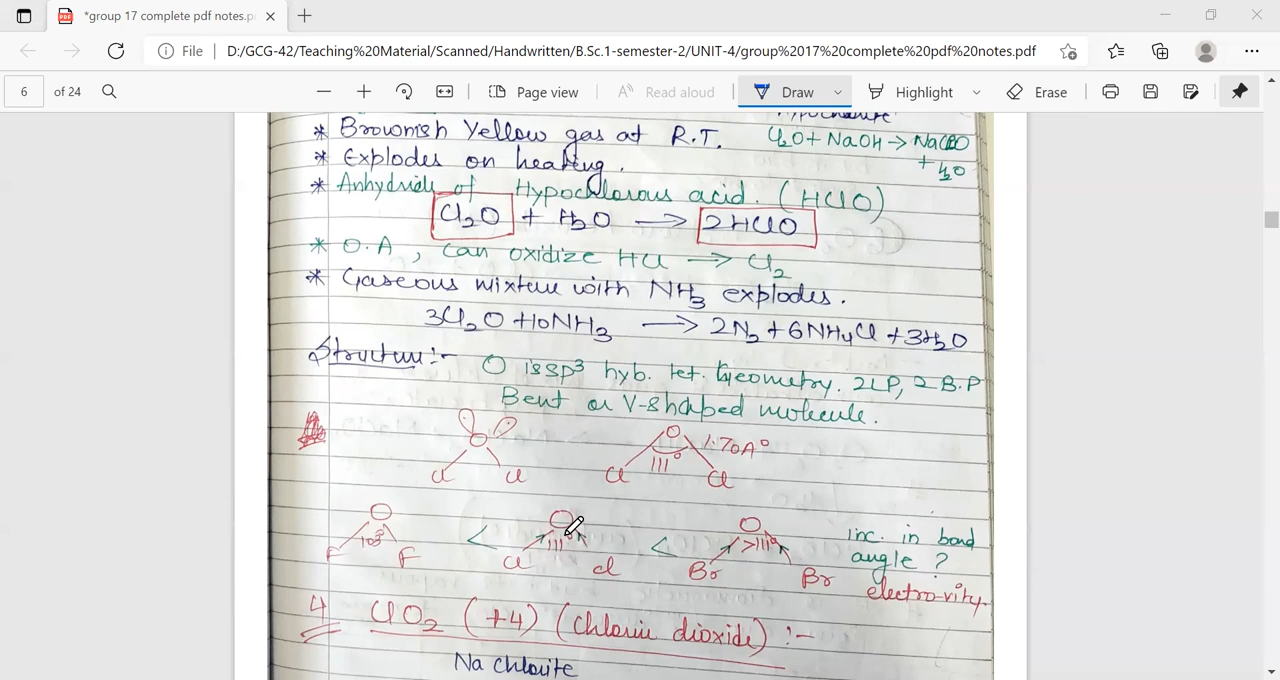 *group 17 complete pdf notes.p
File D:/GCG-42/Teaching%20Material/Scanned/Handwritten/B.Sc.1-semester-2/UNIT-4/group%2017%20complete%20pdf%20notes.pdf
6 of 24 Page view Read aloud Draw Highlight Erase
* Brownish Yellow gas at R.T. Cl2O + NaOH → NaClO
+ H2O
* Explodes on heating.
* Anhydride of Hypochlorous acid. (HClO)
Cl2O + H2O → 2HClO
* O.A, can oxidize HCl → Cl2
* Gaseous mixture with NH3 explodes.
3Cl2O + 10NH3 → 2N2 + 6NH4Cl + 3H2O
Structure:- O is sp3 hyb. tet. Geometry. 2LP, 2 B.P
Bent or V-shaped molecule.
O O 1.70A°
Cl Cl Cl 111° Cl
O < O < O inc. in bond
F 103° F Cl 111° Cl Br >111° Br angle ?
electro-vity.
4 ClO2 (+4) (Chlorine dioxide) :-
Na chlorite